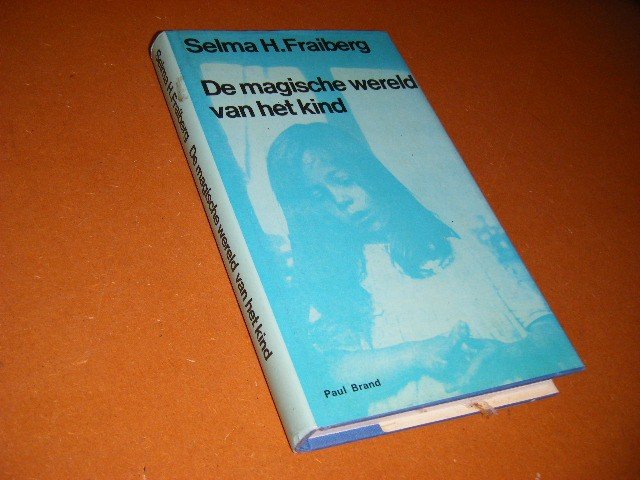 Selma H. Fraiberg
De magische wereld
van het kind
Paul Brand
Selma H. Fraiberg De magische wereld van het kind